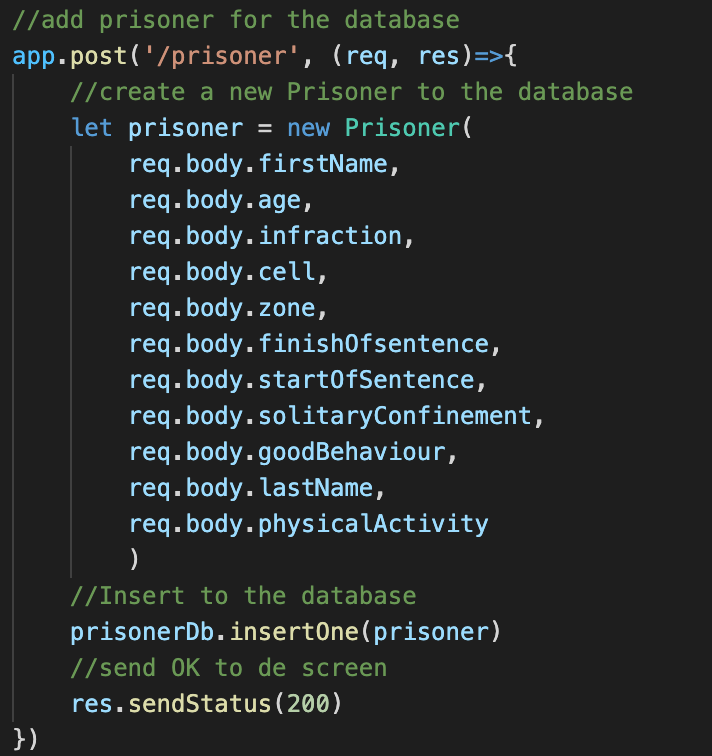 //add prisoner for the database
app.post('/prisoner', (req, res)=>{
    //create a new Prisoner to the database
    let prisoner = new Prisoner(
        req.body.firstName,
        req.body.age,
        req.body.infraction,
        req.body.cell,
        req.body.zone,
        req.body.finishOfsentence,
        req.body.startOfSentence,
        req.body.solitaryConfinement,
        req.body.goodBehaviour,
        req.body.lastName,
        req.body.physicalActivity
        )
    //Insert to the database
    prisonerDb.insertOne(prisoner)
    //send OK to de screen
    res.sendStatus(200)
})